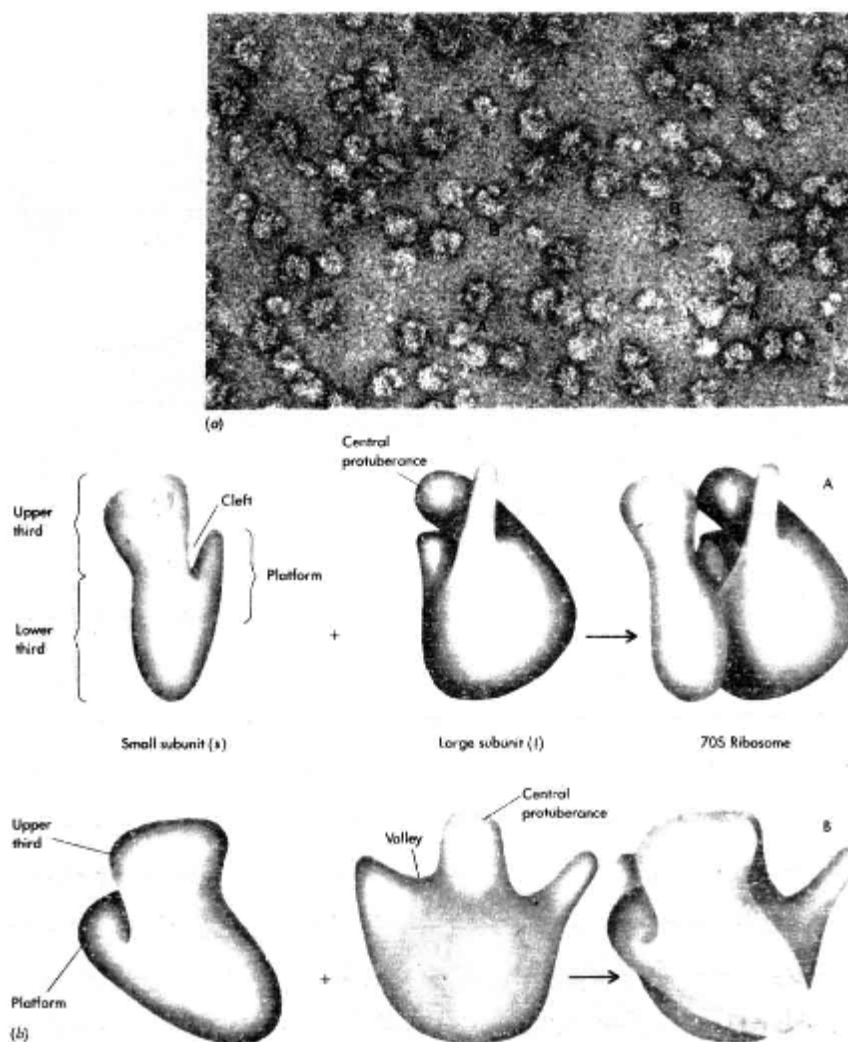 (a)
Central
protuberance
A
Upper
third
Cleft
Platform
Lower
third
+
Small subunit (s)
Large subunit (l)
70S Ribosome
Upper
third
Central
protuberance
Valley
B
+
Platform
(b)